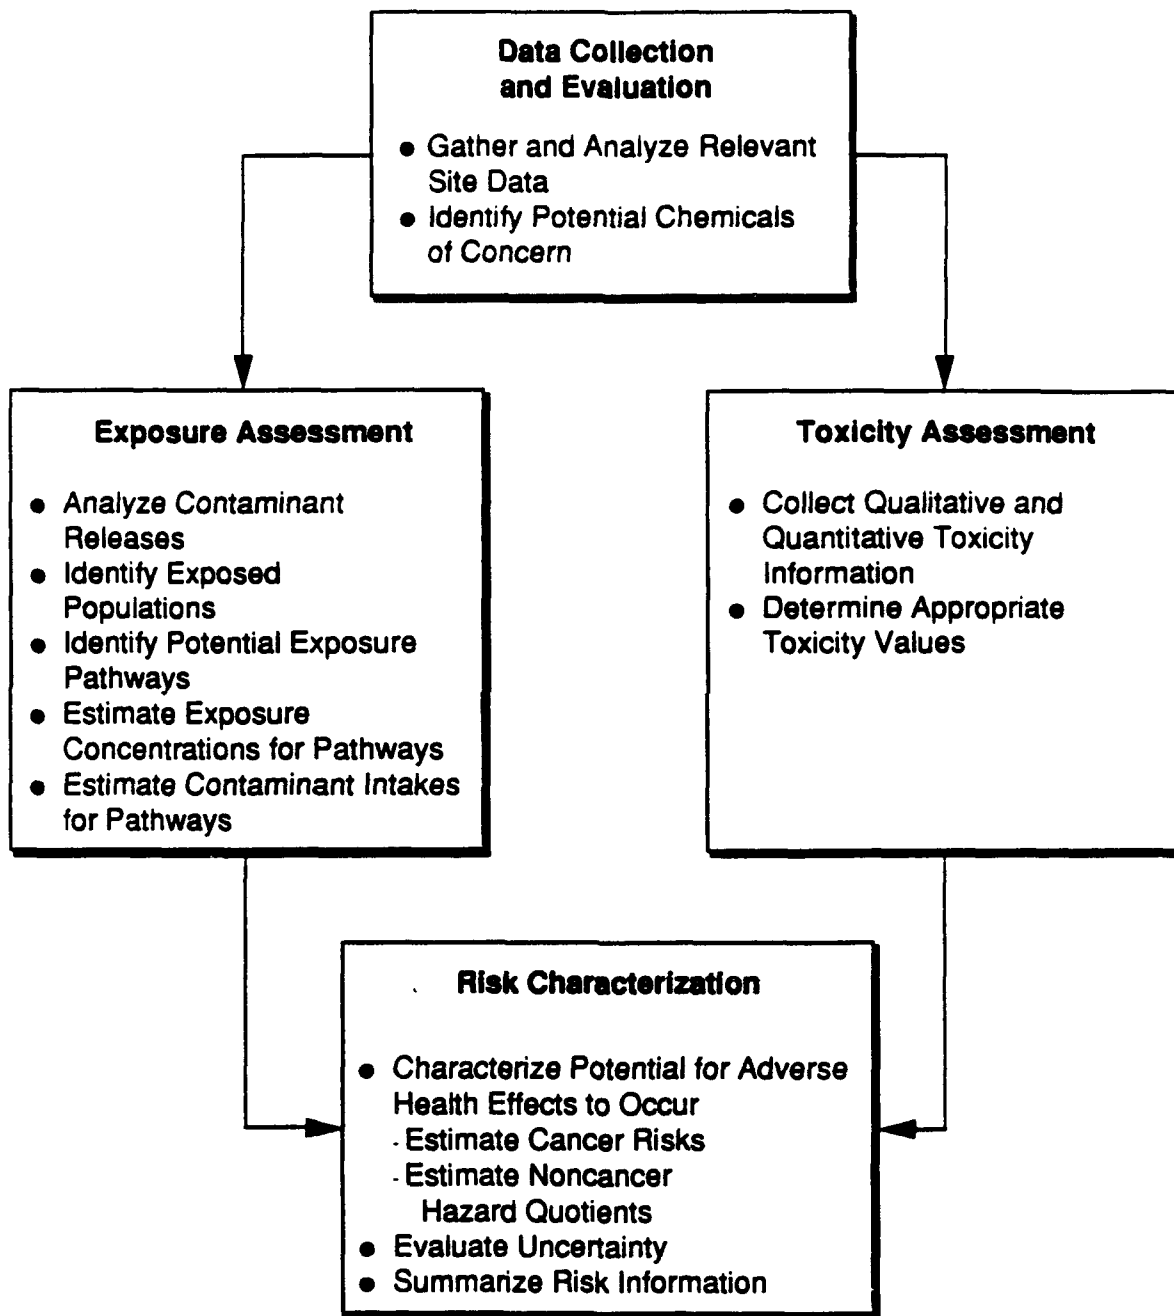 Data Collection
and Evaluation
● Gather and Analyze Relevant
Site Data
● Identify Potential Chemicals
of Concern
Exposure Assessment
● Analyze Contaminant
Releases
● Identify Exposed
Populations
● Identify Potential Exposure
Pathways
● Estimate Exposure
Concentrations for Pathways
● Estimate Contaminant Intakes
for Pathways
Toxicity Assessment
● Collect Qualitative and
Quantitative Toxicity
Information
● Determine Appropriate
Toxicity Values
Risk Characterization
● Characterize Potential for Adverse
Health Effects to Occur
- Estimate Cancer Risks
- Estimate Noncancer
Hazard Quotients
● Evaluate Uncertainty
● Summarize Risk Information